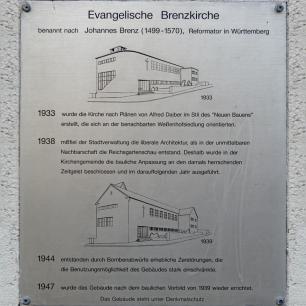 Evangelische Brenzkirche
benannt nach Johannes Brenz (1499-1570), Reformator in Württemberg
1933
1933 wurde die Kirche nach Plänen von Alfred Daiber im Stil des "Neuen Bauens"
erstellt, die sich an der benachbarten Weißenhofsiedlung orientierten.
1938 mißfiel der Stadtverwaltung die liberale Architektur, als in der unmittelbaren
Nachbarschaft die Reichsgartenschau entstand. Deshalb wurde in der
Kirchengemeinde die bauliche Anpassung an den damals herrschenden
Zeitgeist beschlossen und im darauffolgenden Jahr ausgeführt.
1939
1944 entstanden durch Bombenabwürfe erhebliche Zerstörungen, die
die Benutzungsmöglichkeit des Gebäudes stark einschränkte.
1947 wurde das Gebäude nach dem baulichen Vorbild von 1939 wieder errichtet.
Das Gebäude steht unter Denkmalschutz